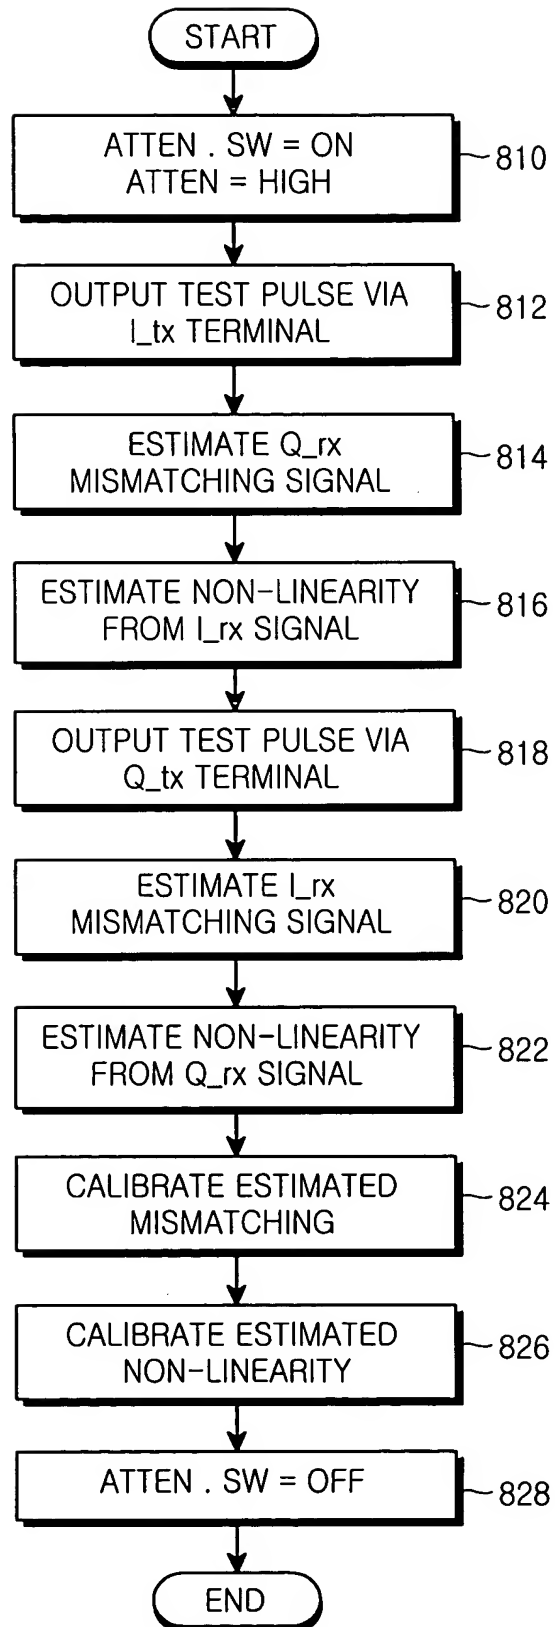 START
ATTEN . SW = ON
ATTEN = HIGH
810
OUTPUT TEST PULSE VIA
I_tx TERMINAL
812
ESTIMATE Q_rx
MISMATCHING SIGNAL
814
ESTIMATE NON-LINEARITY
FROM I_rx SIGNAL
816
OUTPUT TEST PULSE VIA
Q_tx TERMINAL
818
ESTIMATE I_rx
MISMATCHING SIGNAL
820
ESTIMATE NON-LINEARITY
FROM Q_rx SIGNAL
822
CALIBRATE ESTIMATED
MISMATCHING
824
CALIBRATE ESTIMATED
NON-LINEARITY
826
ATTEN . SW = OFF
828
END